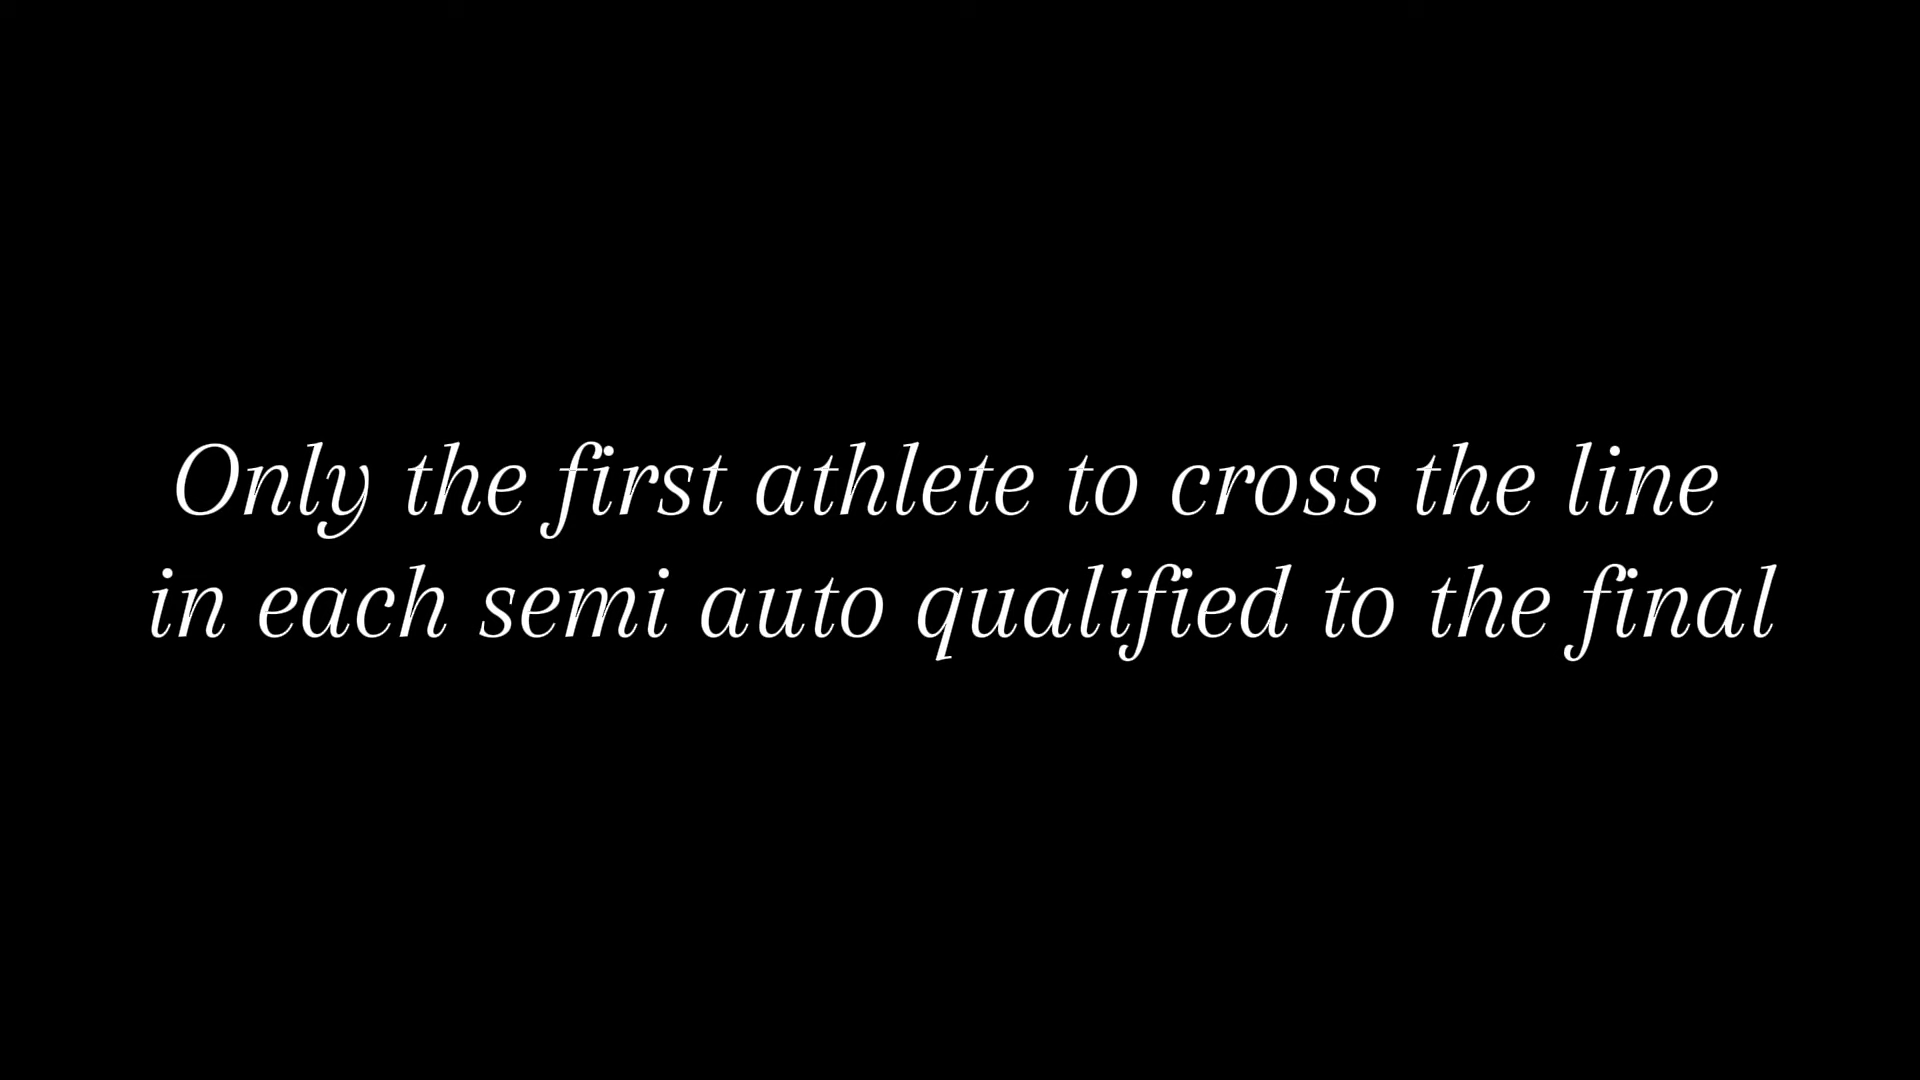 Only the first athlete to cross the line
in each semi auto qualified to the final